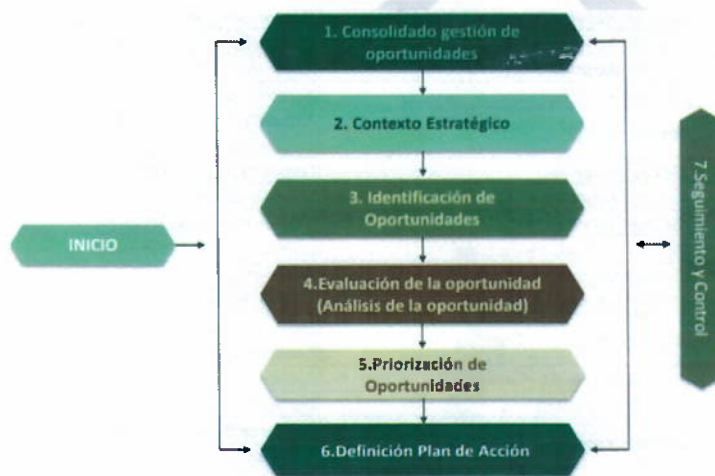 1. Consolidado gestión de
oportunidades
2. Contexto Estratégico
3. Identificación de
Oportunidades
INICIO
4.Evaluación de la oportunidad
(Análisis de la oportunidad)
5.Priorización de
Oportunidades
6.Definición Plan de Acción
7.Seguimiento y Control